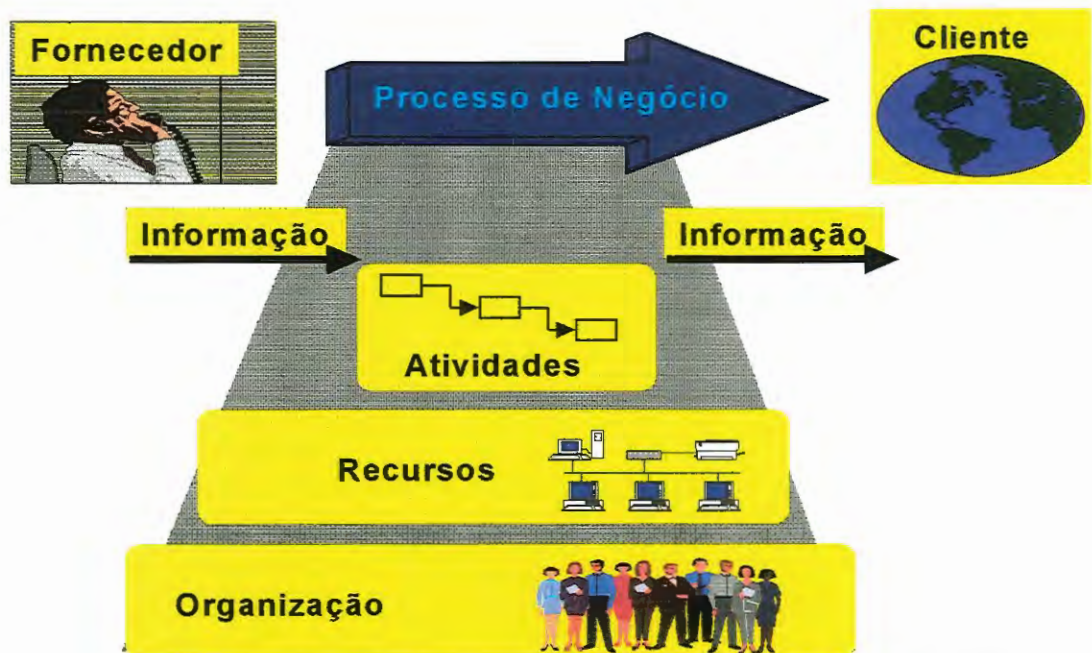 Fornecedor
Cliente
Processo de Negócio
Informação
Informação
Atividades
Recursos
Organização